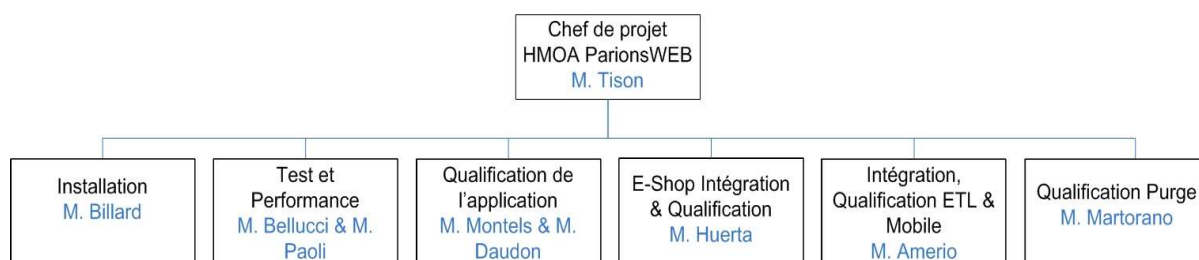 Chef de projet
HMOA ParionsWEB
M. Tison
Installation
M. Billard
Test et
Performance
M. Bellucci & M.
Paoli
Qualification de
l'application
M. Montels & M.
Daudon
E-Shop Intégration
& Qualification
M. Huerta
Intégration,
Qualification ETL &
Mobile
M. Amerio
Qualification Purge
M. Martorano